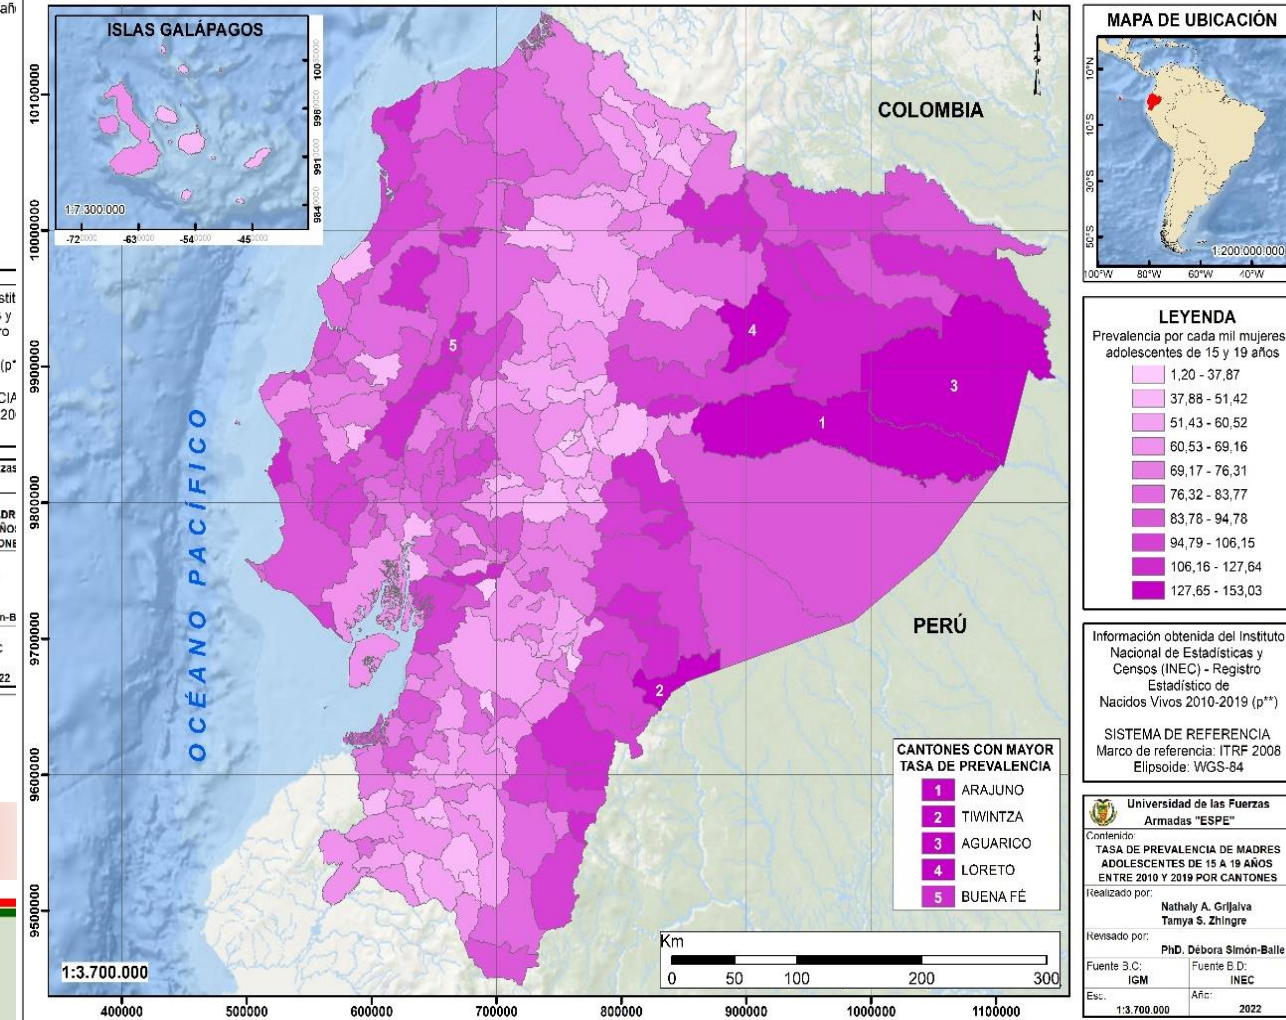 ISLAS GALÁPAGOS
1:7.300.000
N
COLOMBIA
PERÚ
OCÉANO PACÍFICO
4
5
3
1
2
CANTONES CON MAYOR
TASA DE PREVALENCIA
1 ARAJUNO
2 TIWINTZA
3 AGUARICO
4 LORETO
5 BUENA FÉ
Km
0 50 100 200 300
1:3.700.000
10100000
10000000
9900000
9800000
9700000
9600000
9500000
400000 500000 600000 700000 800000 900000 1000000 1100000
MAPA DE UBICACIÓN
10°N
10°S
30°S
50°S
100°W 80°W 60°W 40°W
1:200.000.000
LEYENDA
Prevalencia por cada mil mujeres
adolescentes de 15 y 19 años
1,20 - 37,87
37,88 - 51,42
51,43 - 60,52
60,53 - 69,16
69,17 - 76,31
76,32 - 83,77
83,78 - 94,78
94,79 - 106,15
106,16 - 127,64
127,65 - 153,03
Información obtenida del Instituto
Nacional de Estadísticas y
Censos (INEC) - Registro
Estadístico de
Nacidos Vivos 2010-2019 (p**)
SISTEMA DE REFERENCIA
Marco de referencia: ITRF 2008
Elipsoide: WGS-84
Universidad de las Fuerzas
Armadas "ESPE"
Contenido:
TASA DE PREVALENCIA DE MADRES
ADOLESCENTES DE 15 A 19 AÑOS
ENTRE 2010 Y 2019 POR CANTONES
Realizado por:
Nathaly A. Grijalva
Tamya S. Zhingre
Revisado por:
PhD. Débora Simón-Baile
Fuente B.C: Fuente B.D:
IGM INEC
Esc: Año:
1:3.700.000 2022